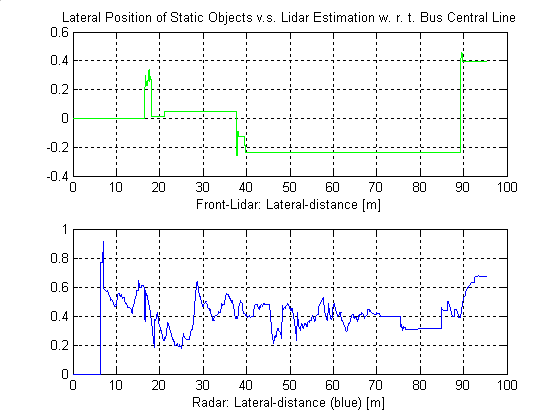 Lateral Position of Static Objects v.s. Lidar Estimation w. r. t. Bus Central Line
0.6
0.4
0.2
0
-0.2
-0.4
0 10 20 30 40 50 60 70 80 90 100
Front-Lidar: Lateral-distance [m]
1
0.8
0.6
0.4
0.2
0
0 10 20 30 40 50 60 70 80 90 100
Radar: Lateral-distance (blue) [m]